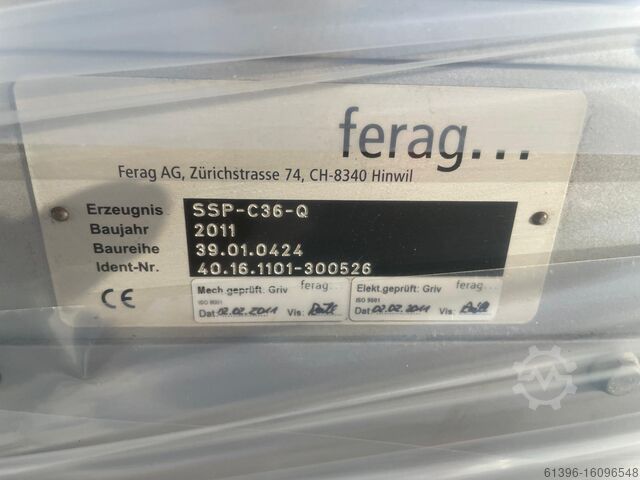 ferag...
Ferag AG, Zürichstrasse 74, CH-8340 Hinwil
Erzeugnis SSP-C36-Q
Baujahr 2011
Baureihe 39.01.0424
Ident-Nr. 40.16.1101-300526
CE
Mech.geprüft: Griv ferag...
ISO 9001
Dat: 02.02.2011 Vis:
Elekt.geprüft: Griv ferag...
ISO 9001
Dat: 02.02.2011 Vis:
61396-16096548